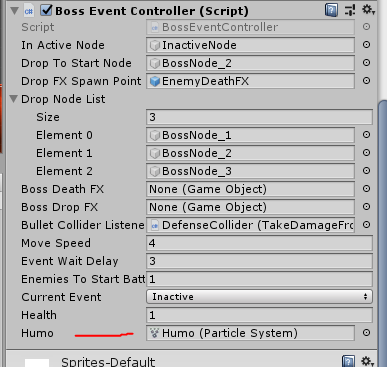 Boss Event Controller (Script)
Script BossEventController
In Active Node InactiveNode
Drop To Start Node BossNode_2
Drop FX Spawn Point EnemyDeathFX
Drop Node List
Size 3
Element 0 BossNode_1
Element 1 BossNode_2
Element 2 BossNode_3
Boss Death FX None (Game Object)
Boss Drop FX None (Game Object)
Bullet Collider Listene DefenseCollider (TakeDamageFro
Move Speed 4
Event Wait Delay 3
Enemies To Start Batt 1
Current Event Inactive
Health 1
Humo Humo (Particle System)
Sprites-Default